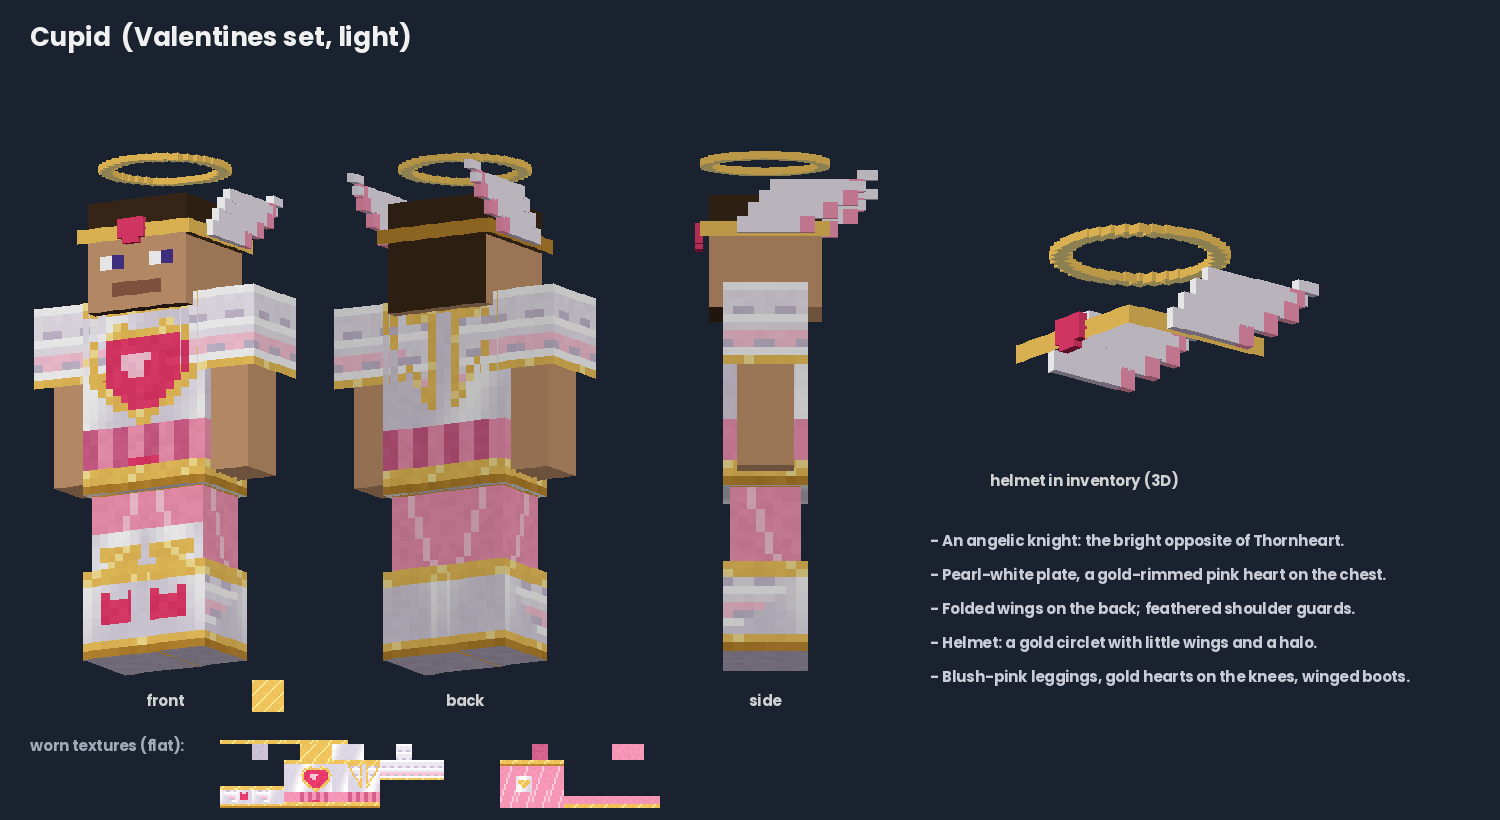 Cupid (Valentines set, light)
helmet in inventory (3D)
- An angelic knight: the bright opposite of Thornheart.
- Pearl-white plate, a gold-rimmed pink heart on the chest.
- Folded wings on the back; feathered shoulder guards.
- Helmet: a gold circlet with little wings and a halo.
- Blush-pink leggings, gold hearts on the knees, winged boots.
front
back
side
worn textures (flat):